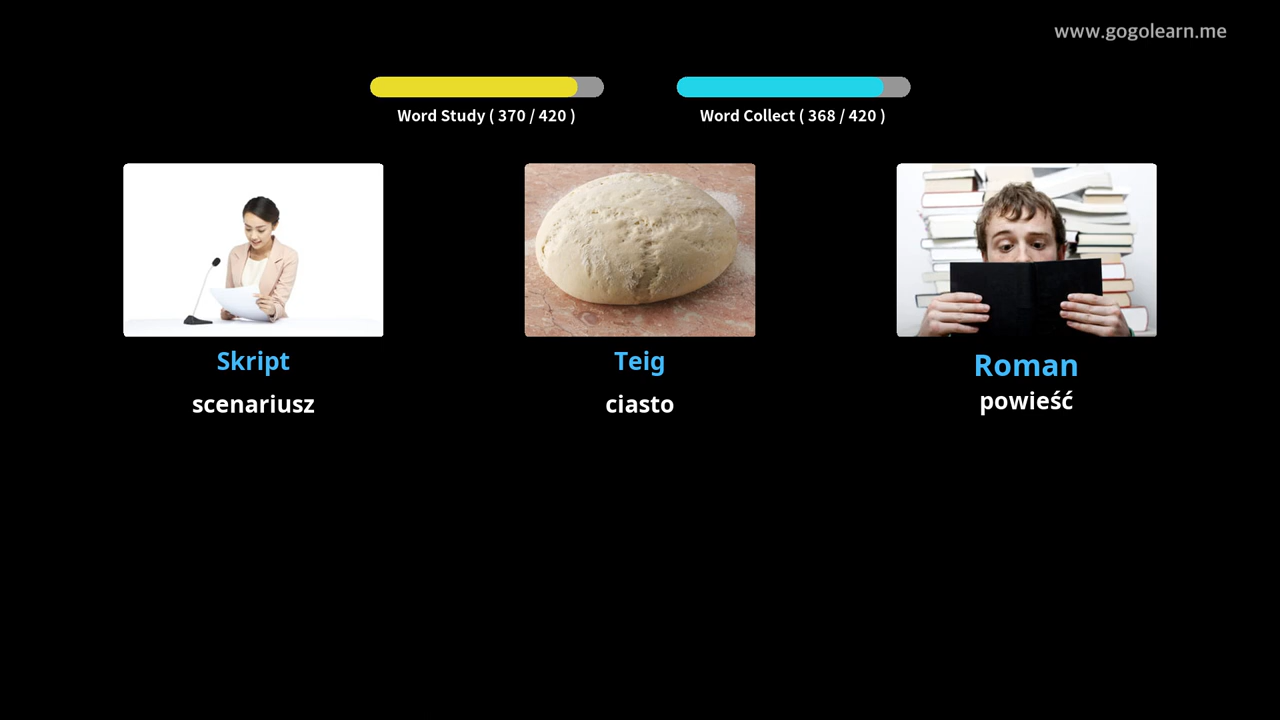 www.gogolearn.me
Word Study ( 370 / 420 )
Word Collect ( 368 / 420 )
Skript
Teig
Roman
scenariusz
ciasto
powieść